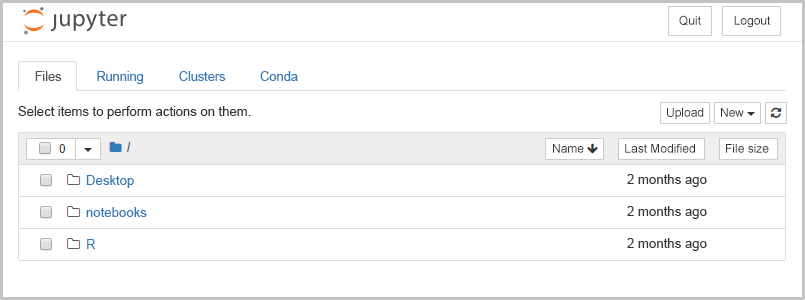 jupyter Quit Logout
Files Running Clusters Conda
Select items to perform actions on them. Upload New
0 / Name Last Modified File size
Desktop 2 months ago
notebooks 2 months ago
R 2 months ago